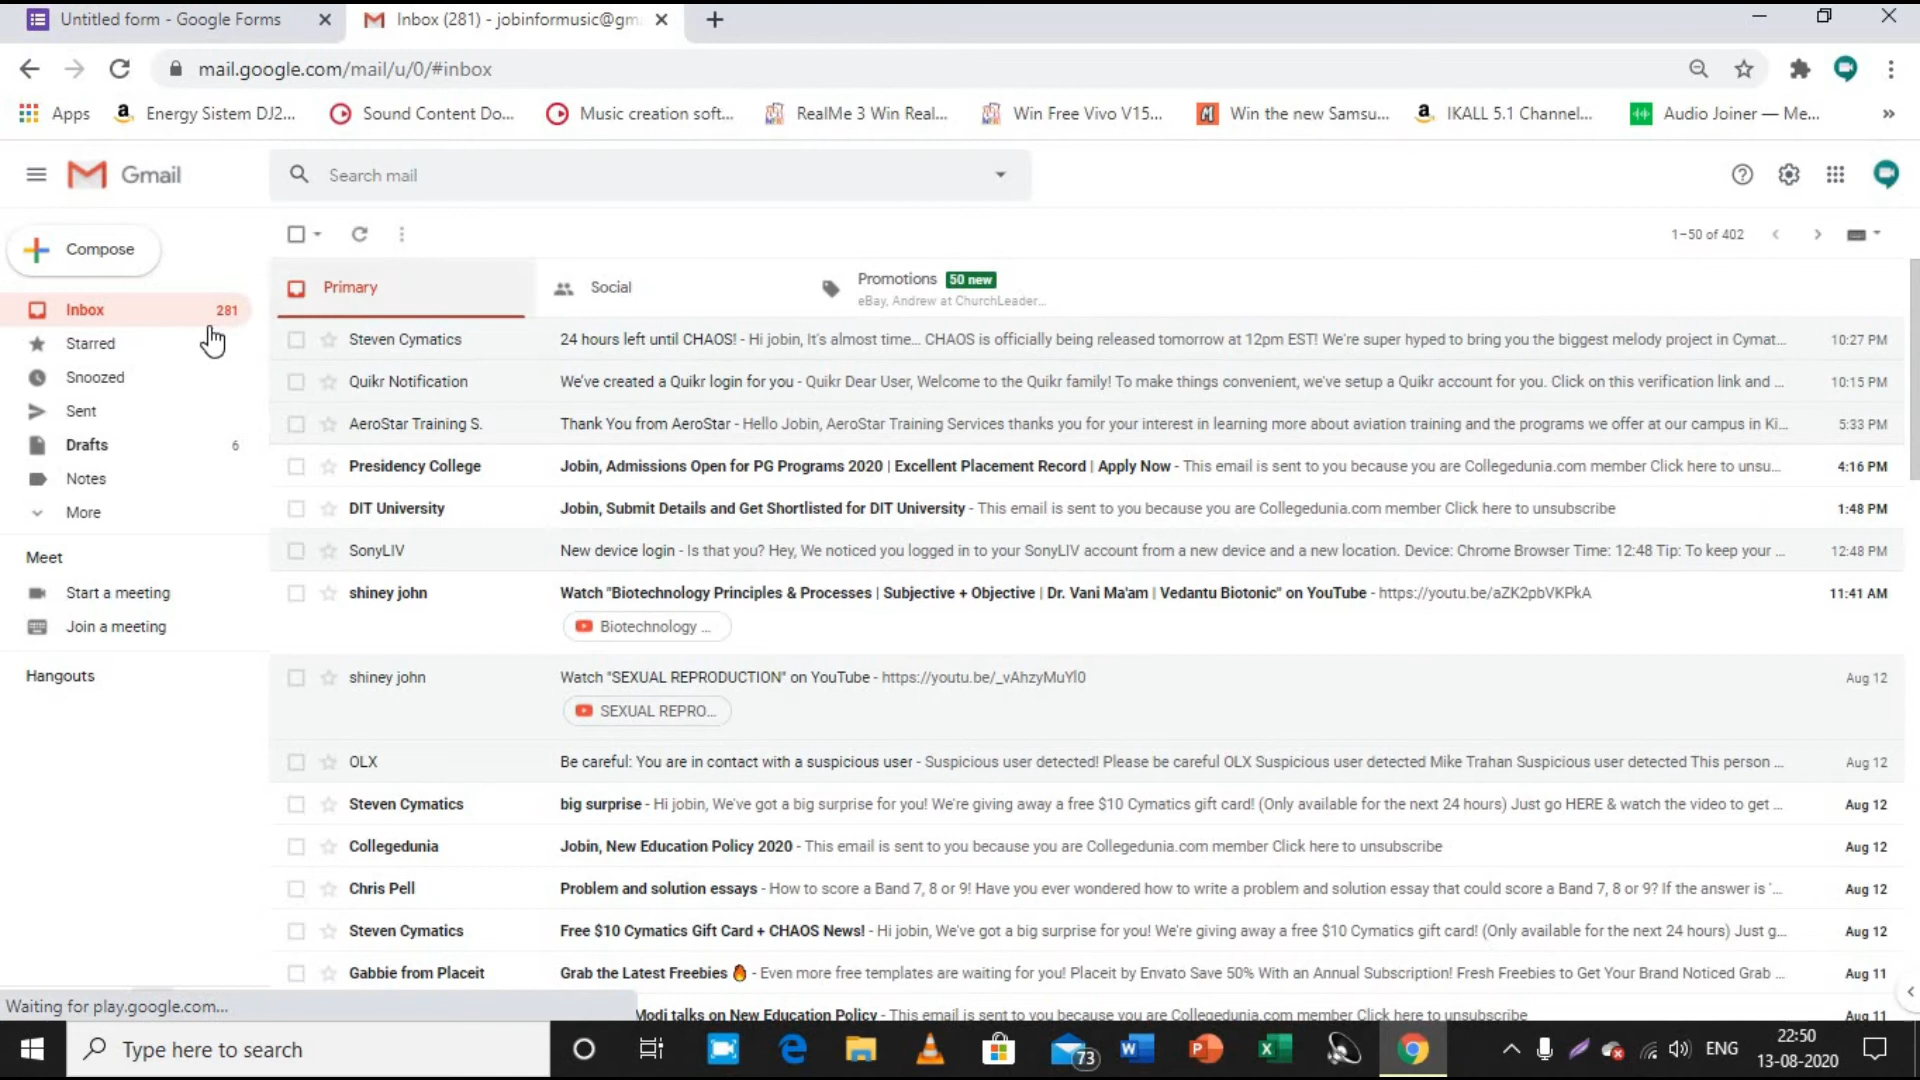 Untitled form - Google Forms
Inbox (281) - jobinformusic@gm
mail.google.com/mail/u/0/#inbox
Apps
Energy Sistem DJ2...
Sound Content Do...
Music creation soft...
RealMe 3 Win Real...
Win Free Vivo V15...
Win the new Samsu...
IKALL 5.1 Channel...
Audio Joiner — Me...
Gmail
Search mail
Compose
1–50 of 402
Primary
Social
Promotions 50 new
eBay, Andrew at ChurchLeader...
Inbox 281
Starred
Snoozed
Sent
Drafts 6
Notes
More
Meet
Start a meeting
Join a meeting
Hangouts
Steven Cymatics 24 hours left until CHAOS! - Hi jobin, It's almost time... CHAOS is officially being released tomorrow at 12pm EST! We're super hyped to bring you the biggest melody project in Cymat... 10:27 PM
Quikr Notification We've created a Quikr login for you - Quikr Dear User, Welcome to the Quikr family! To make things convenient, we've setup a Quikr account for you. Click on this verification link and ... 10:15 PM
AeroStar Training S. Thank You from AeroStar - Hello Jobin, AeroStar Training Services thanks you for your interest in learning more about aviation training and the programs we offer at our campus in Ki... 5:33 PM
Presidency College Jobin, Admissions Open for PG Programs 2020 | Excellent Placement Record | Apply Now - This email is sent to you because you are Collegedunia.com member Click here to unsu... 4:16 PM
DIT University Jobin, Submit Details and Get Shortlisted for DIT University - This email is sent to you because you are Collegedunia.com member Click here to unsubscribe 1:48 PM
SonyLIV New device login - Is that you? Hey, We noticed you logged in to your SonyLIV account from a new device and a new location. Device: Chrome Browser Time: 12:48 Tip: To keep your ... 12:48 PM
shiney john Watch "Biotechnology Principles & Processes | Subjective + Objective | Dr. Vani Ma'am | Vedantu Biotonic" on YouTube - https://youtu.be/aZK2pbVKPkA 11:41 AM
Biotechnology ...
shiney john Watch "SEXUAL REPRODUCTION" on YouTube - https://youtu.be/_vAhzyMuYl0 Aug 12
SEXUAL REPRO...
OLX Be careful: You are in contact with a suspicious user - Suspicious user detected! Please be careful OLX Suspicious user detected Mike Trahan Suspicious user detected This person ... Aug 12
Steven Cymatics big surprise - Hi jobin, We've got a big surprise for you! We're giving away a free $10 Cymatics gift card! (Only available for the next 24 hours) Just go HERE & watch the video to get ... Aug 12
Collegedunia Jobin, New Education Policy 2020 - This email is sent to you because you are Collegedunia.com member Click here to unsubscribe Aug 12
Chris Pell Problem and solution essays - How to score a Band 7, 8 or 9! Have you ever wondered how to write a problem and solution essay that could score a Band 7, 8 or 9? If the answer is '... Aug 12
Steven Cymatics Free $10 Cymatics Gift Card + CHAOS News! - Hi jobin, We've got a big surprise for you! We're giving away a free $10 Cymatics gift card! (Only available for the next 24 hours) Just g... Aug 12
Gabbie from Placeit Grab the Latest Freebies 🔥 - Even more free templates are waiting for you! Placeit by Envato Save 50% With an Annual Subscription! Fresh Freebies to Get Your Brand Noticed Grab ... Aug 11
Waiting for play.google.com...
Modi talks on New Education Policy - This email is sent to you because you are Collegedunia.com member Click here to unsubscribe Aug 11
Type here to search
73
ENG
22:50
13-08-2020